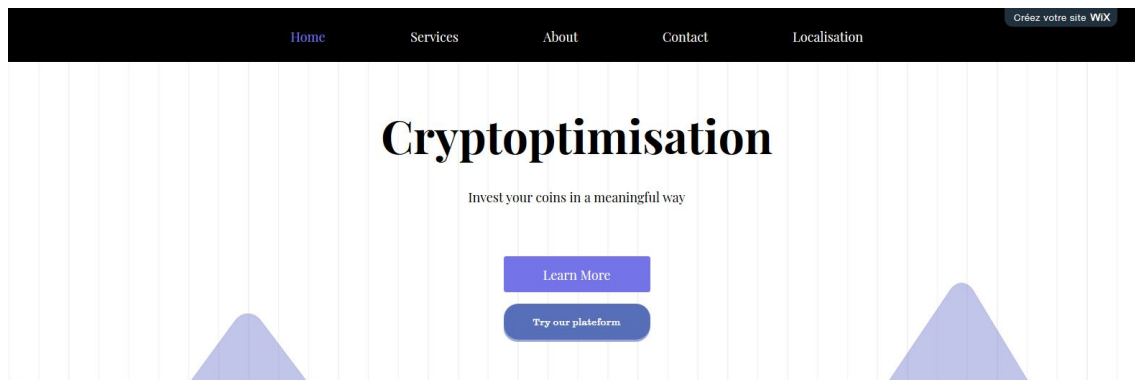 Créez votre site WiX
Home Services About Contact Localisation
Cryptoptimisation
Invest your coins in a meaningful way
Learn More
Try our plateform